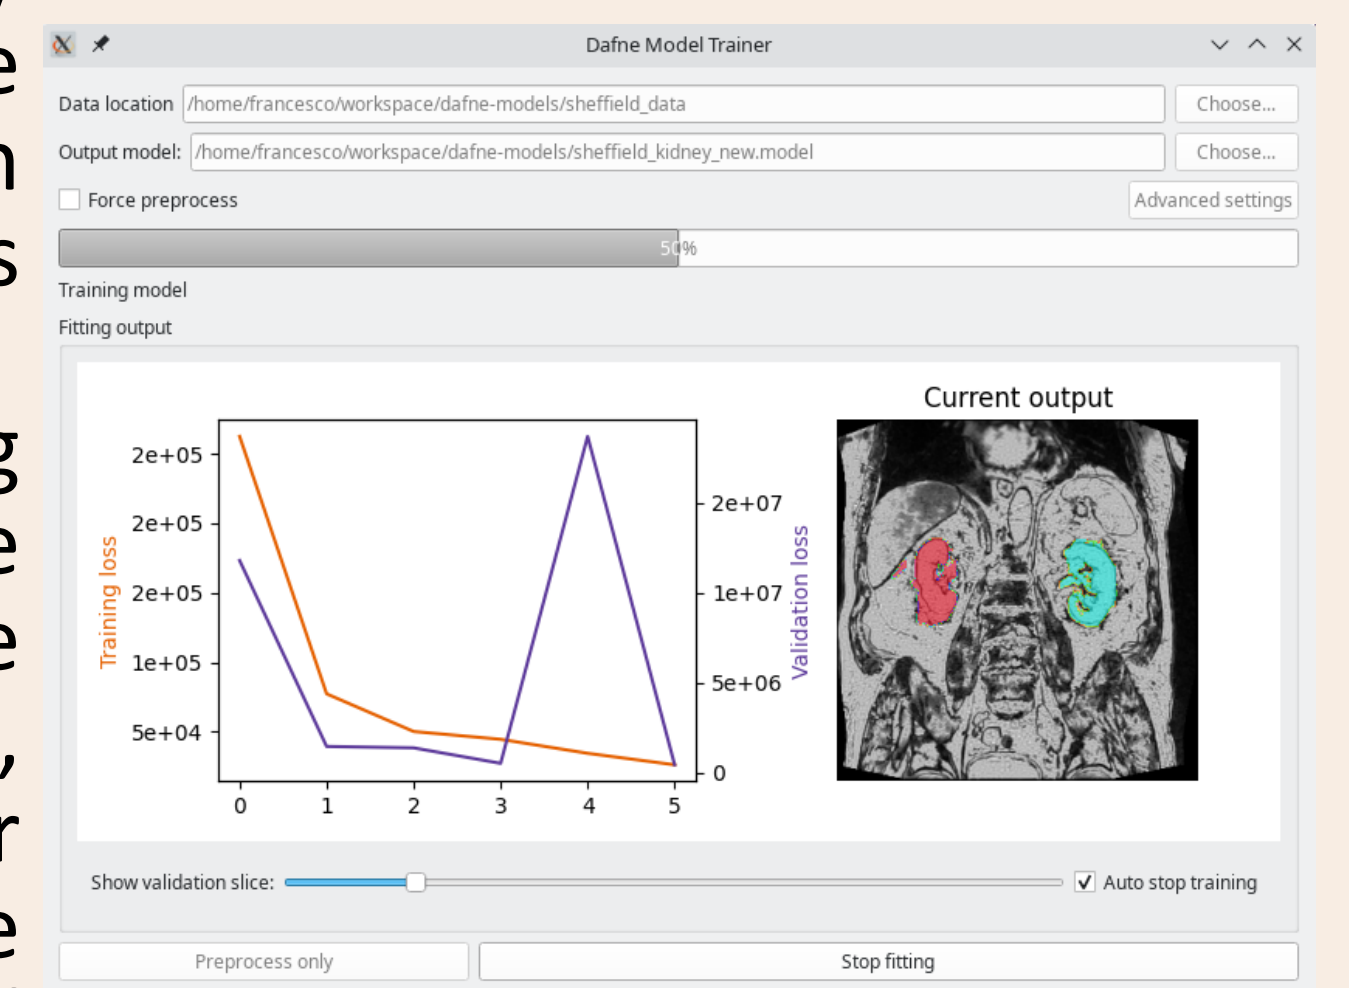 Dafne Model Trainer
Data location /home/francesco/workspace/dafne-models/sheffield_data Choose...
Output model: /home/francesco/workspace/dafne-models/sheffield_kidney_new.model Choose...
Force preprocess Advanced settings
50%
Training model
Fitting output
Current output
2e+05
2e+05
2e+05
1e+05
5e+04
Training loss
2e+07
1e+07
5e+06
0
Validation loss
0 1 2 3 4 5
Show validation slice: Auto stop training
Preprocess only Stop fitting
e
n
s
g
e
e
,
r
e